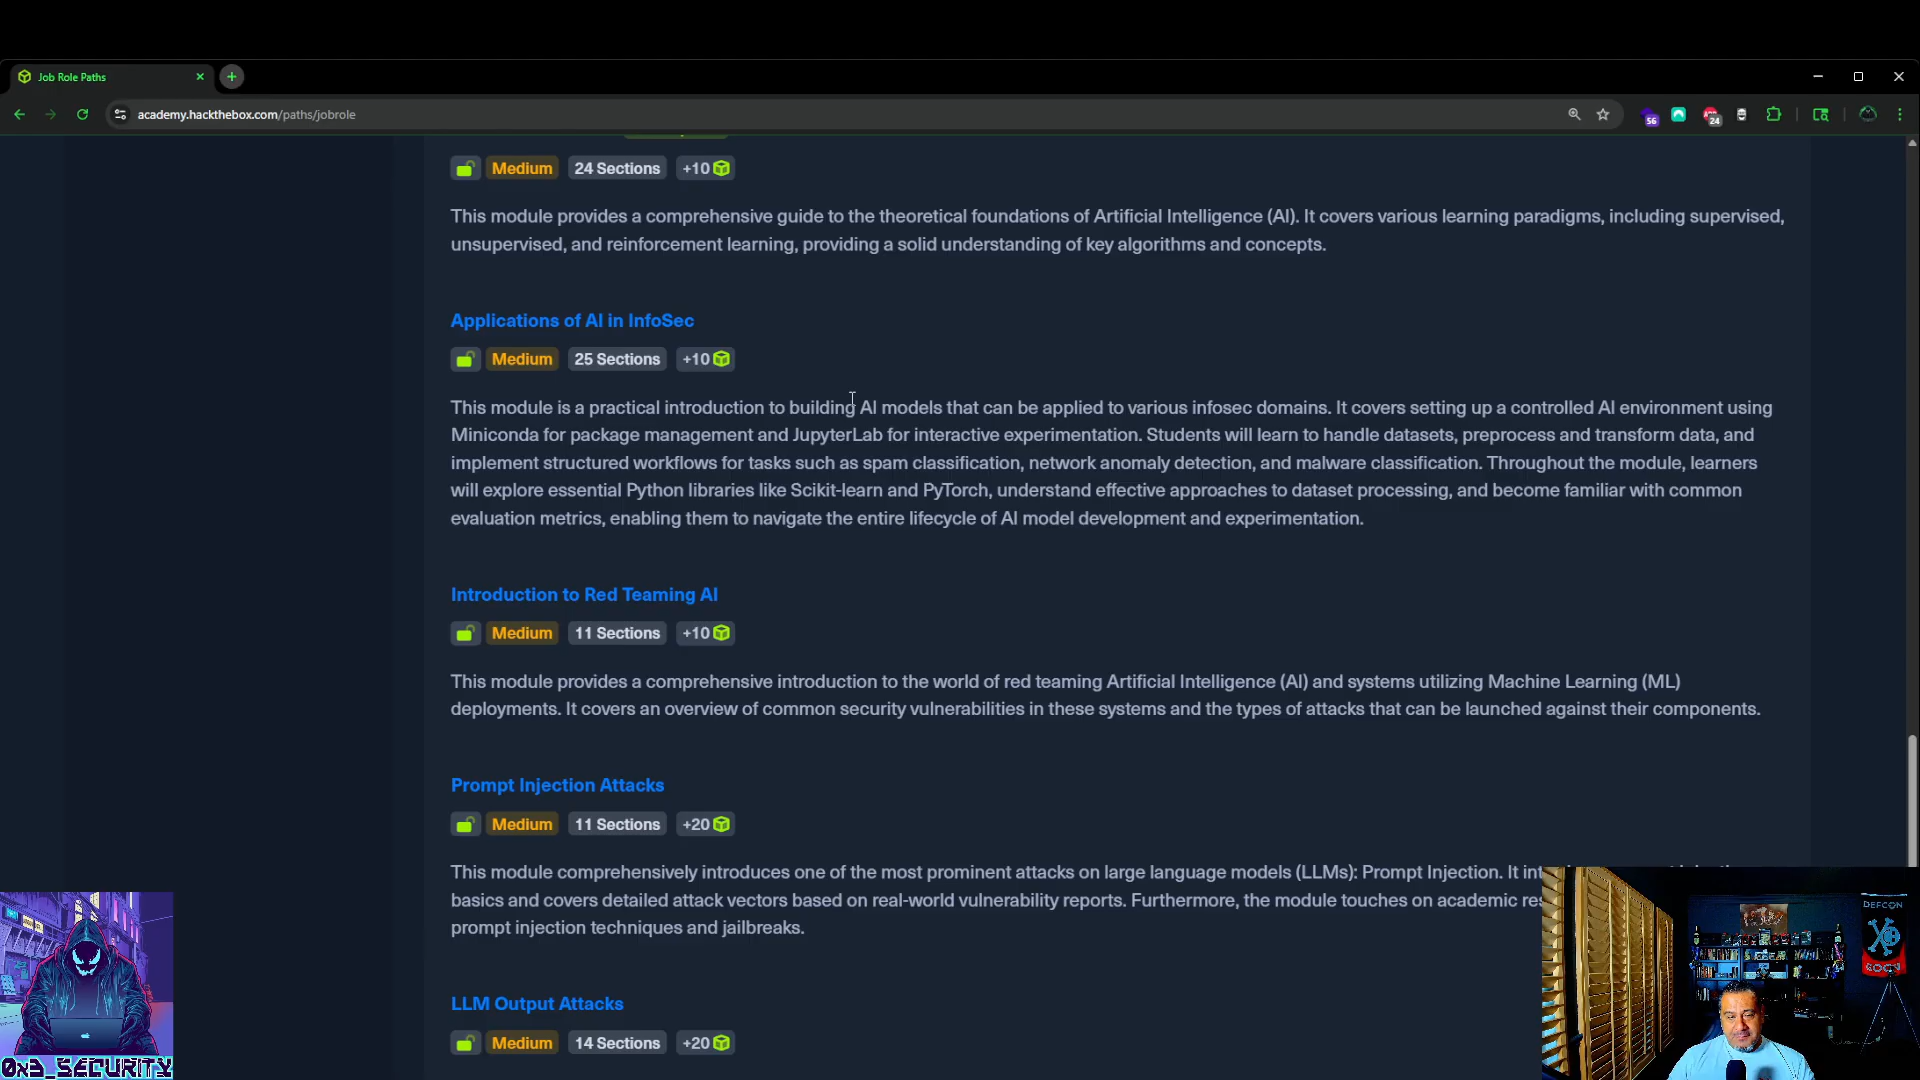 Job Role Paths
academy.hackthebox.com/paths/jobrole
56
24
Medium
24 Sections
+10
This module provides a comprehensive guide to the theoretical foundations of Artificial Intelligence (AI). It covers various learning paradigms, including supervised,
unsupervised, and reinforcement learning, providing a solid understanding of key algorithms and concepts.
Applications of AI in InfoSec
Medium
25 Sections
+10
This module is a practical introduction to building AI models that can be applied to various infosec domains. It covers setting up a controlled AI environment using
Miniconda for package management and JupyterLab for interactive experimentation. Students will learn to handle datasets, preprocess and transform data, and
implement structured workflows for tasks such as spam classification, network anomaly detection, and malware classification. Throughout the module, learners
will explore essential Python libraries like Scikit-learn and PyTorch, understand effective approaches to dataset processing, and become familiar with common
evaluation metrics, enabling them to navigate the entire lifecycle of AI model development and experimentation.
Introduction to Red Teaming AI
Medium
11 Sections
+10
This module provides a comprehensive introduction to the world of red teaming Artificial Intelligence (AI) and systems utilizing Machine Learning (ML)
deployments. It covers an overview of common security vulnerabilities in these systems and the types of attacks that can be launched against their components.
Prompt Injection Attacks
Medium
11 Sections
+20
This module comprehensively introduces one of the most prominent attacks on large language models (LLMs): Prompt Injection. It
basics and covers detailed attack vectors based on real-world vulnerability reports. Furthermore, the module touches on academic
prompt injection techniques and jailbreaks.
LLM Output Attacks
Medium
14 Sections
+20
0x3_SECURITY
DEFCON